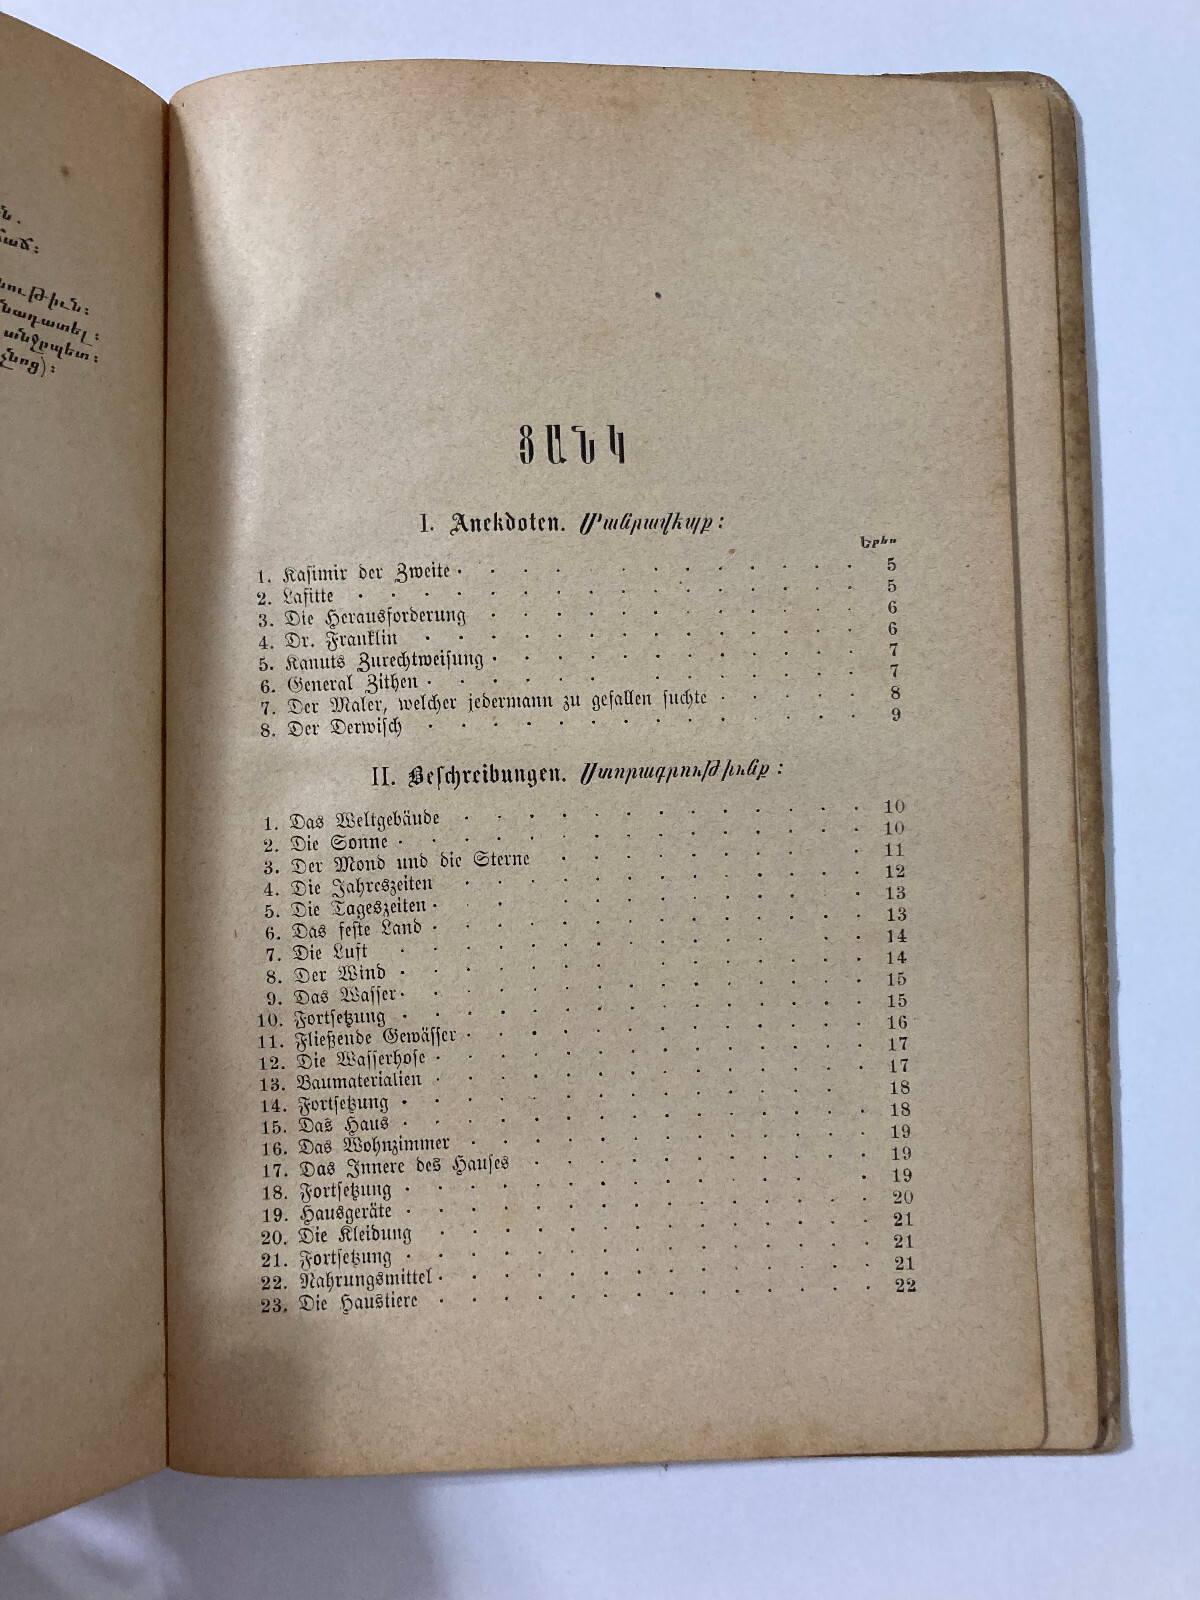 անջրպետ։
ՑԱՆԿ
I. Anekdoten. Մանրավէպք։
Երես
1. Kasimir der Zweite . . . . . . . . . . . 5
2. Lafitte . . . . . . . . . . . . . . 5
3. Die Herausforderung . . . . . . . . . . . 6
4. Dr. Franklin . . . . . . . . . . . . . 6
5. Kanuts Zurechtweisung . . . . . . . . . . . 7
6. General Zithen . . . . . . . . . . . . . 7
7. Der Maler, welcher jedermann zu gefallen suchte . . . . . 8
8. Der Derwisch . . . . . . . . . . . . . 9
II. Beschreibungen. Ստորագրութիւնք։
1. Das Weltgebäude . . . . . . . . . . . . 10
2. Die Sonne . . . . . . . . . . . . . . 10
3. Der Mond und die Sterne . . . . . . . . . 11
4. Die Jahreszeiten . . . . . . . . . . . . 12
5. Die Tageszeiten . . . . . . . . . . . . 13
6. Das feste Land . . . . . . . . . . . . . 13
7. Die Luft . . . . . . . . . . . . . . 14
8. Der Wind . . . . . . . . . . . . . . 14
9. Das Wasser . . . . . . . . . . . . . . 15
10. Fortsetzung . . . . . . . . . . . . . . 15
11. Fließende Gewässer . . . . . . . . . . . . 16
12. Die Wasserhose . . . . . . . . . . . . . 17
13. Baumaterialien . . . . . . . . . . . . . 17
14. Fortsetzung . . . . . . . . . . . . . . 18
15. Das Haus . . . . . . . . . . . . . . 18
16. Das Wohnzimmer . . . . . . . . . . . . 19
17. Das Innere des Hauses . . . . . . . . . . 19
18. Fortsetzung . . . . . . . . . . . . . . 19
19. Hausgeräte . . . . . . . . . . . . . . 20
20. Die Kleidung . . . . . . . . . . . . . 21
21. Fortsetzung . . . . . . . . . . . . . . 21
22. Nahrungsmittel . . . . . . . . . . . . . 21
23. Die Haustiere . . . . . . . . . . . . . 22